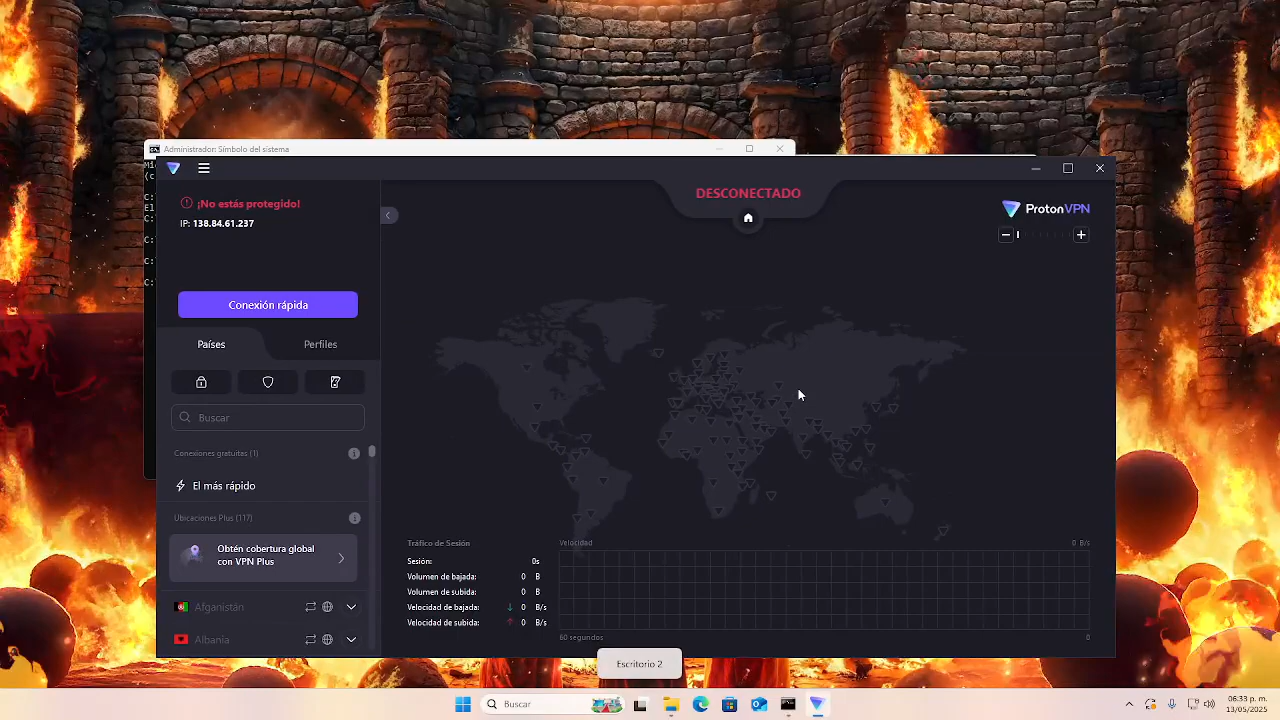 Administrador: Símbolo del sistema
DESCONECTADO
¡No estás protegido!
IP: 138.84.61.237
ProtonVPN
Conexión rápida
Países
Perfiles
Buscar
Conexiones gratuitas (1)
El más rápido
Ubicaciones Plus (117)
Obtén cobertura global
con VPN Plus
Afganistán
Albania
Tráfico de Sesión
Sesión: 0s
Volumen de bajada: 0 B
Volumen de subida: 0 B
Velocidad de bajada: 0 B/s
Velocidad de subida: 0 B/s
Velocidad
0 B/s
60 segundos
0
Escritorio 2
Buscar
06:33 p. m.
13/05/2025